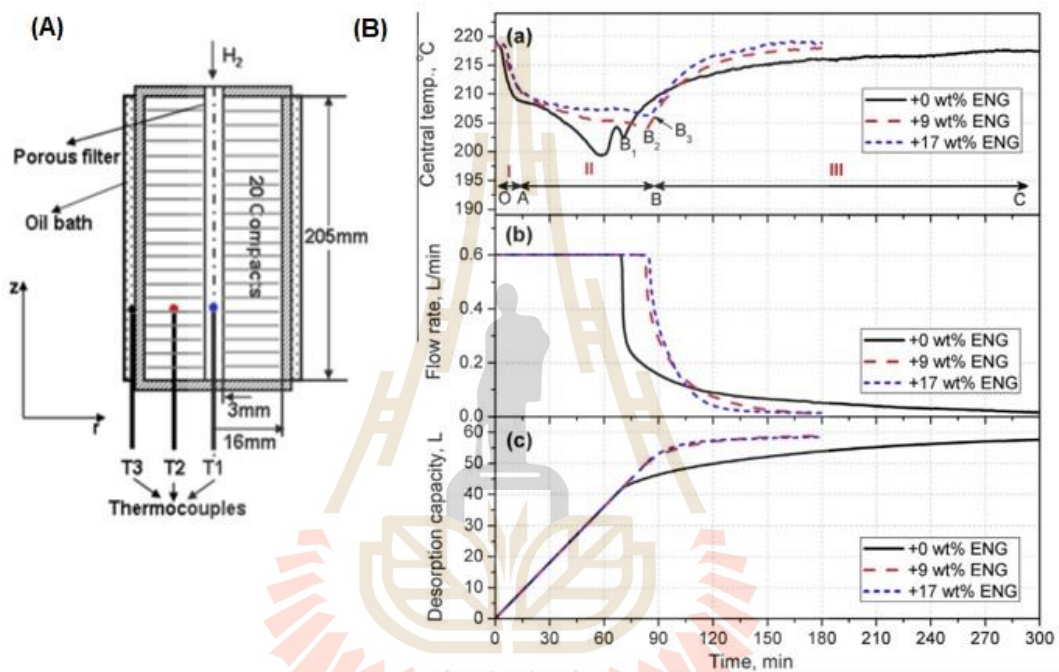 (A)
H2
Porous filter
Oil bath
20 Compacts
205mm
z
r
3mm
16mm
T3 T2 T1
Thermocouples
(B)
(a)
Central temp., °C
220
215
210
205
200
195
190
+0 wt% ENG
+9 wt% ENG
+17 wt% ENG
B1 B2 B3
I II III
O A B C
(b)
Flow rate, L/min
0.6
0.4
0.2
0.0
+0 wt% ENG
+9 wt% ENG
+17 wt% ENG
(c)
Desorption capacity, L
60
50
40
30
20
10
0
+0 wt% ENG
+9 wt% ENG
+17 wt% ENG
0 30 60 90 120 150 180 210 240 270 300
Time, min